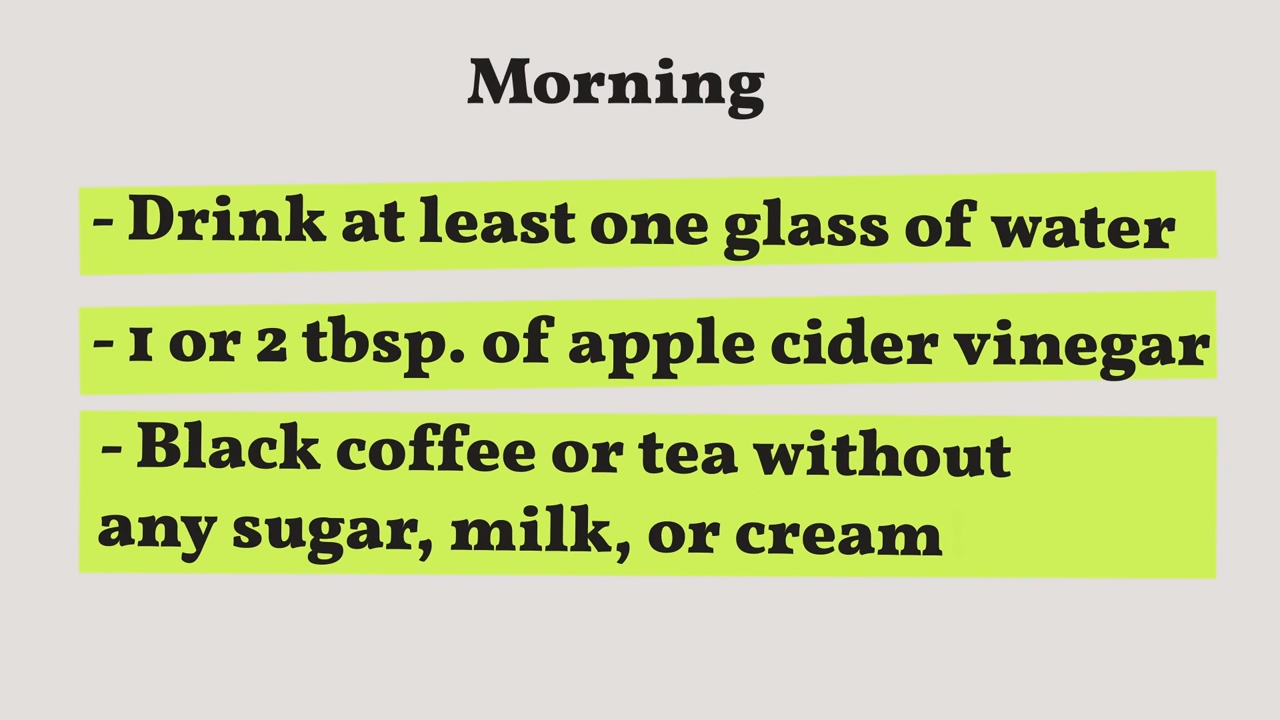 Morning
- Drink at least one glass of water
- 1 or 2 tbsp. of apple cider vinegar
- Black coffee or tea without
any sugar, milk, or cream